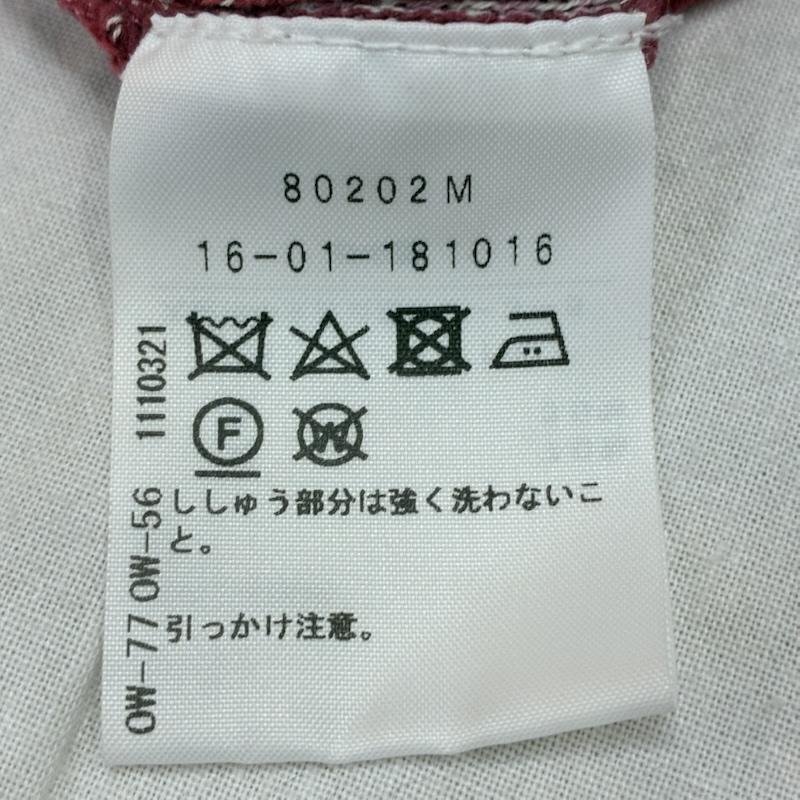 80202M
16-01-181016
F
W
ししゅう部分は強く洗わないこ
と。
引っかけ注意。
OW-77 OW-56 1110321